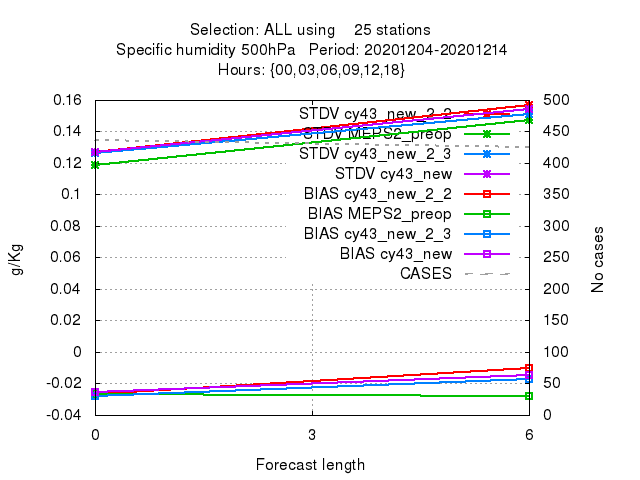 Selection: ALL using    25 stations
Specific humidity 500hPa   Period: 20201204-20201214
Hours: {00,03,06,09,12,18}
0.16
0.14
0.12
0.1
0.08
0.06
0.04
0.02
0
-0.02
-0.04
g/Kg
STDV cy43_new_2_2
STDV MEPS2_preop
STDV cy43_new_2_3
STDV cy43_new
BIAS cy43_new_2_2
BIAS MEPS2_preop
BIAS cy43_new_2_3
BIAS cy43_new
CASES
500
450
400
350
300
250
200
150
100
50
0
No cases
0 3 6
Forecast length